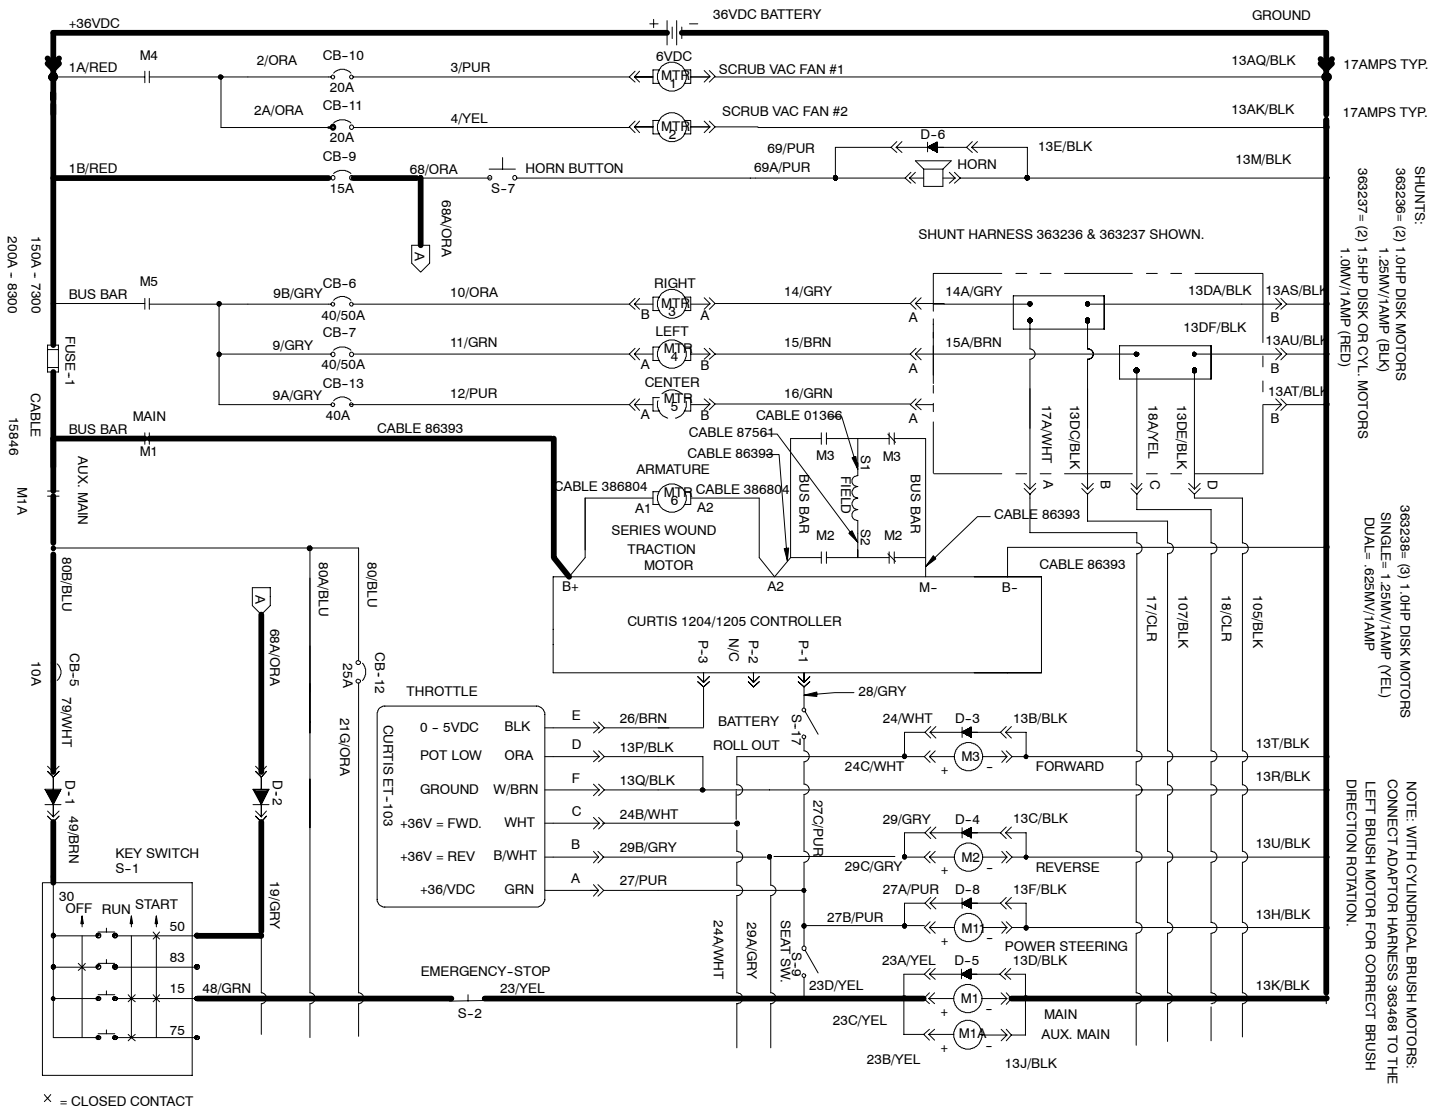 +36VDC
36VDC BATTERY
GROUND
+ −
1A/RED
M4
2/ORA
CB-10
20A
3/PUR
6VDC
MTR
1
SCRUB VAC FAN #1
13AQ/BLK
17AMPS TYP.
2A/ORA
CB-11
20A
4/YEL
MTR
2
SCRUB VAC FAN #2
13AK/BLK
17AMPS TYP.
1B/RED
CB-9
15A
68/ORA
S-7
HORN BUTTON
69/PUR
69A/PUR
D-6
HORN
13E/BLK
13M/BLK
68A/ORA
A
SHUNTS:
363236= (2) 1.0HP DISK MOTORS
1.25MV/1AMP (BLK)
363237= (2) 1.5HP DISK OR CYL. MOTORS
1.0MV/1AMP (RED)
363238= (3) 1.0HP DISK MOTORS
SINGLE= 1.25MV/1AMP (YEL)
DUAL= .625MV/1AMP
NOTE: WITH CYLINDRICAL BRUSH MOTORS:
CONNECT ADAPTOR HARNESS 363468 TO THE
LEFT BRUSH MOTOR FOR CORRECT BRUSH
DIRECTION ROTATION.
SHUNT HARNESS 363236 & 363237 SHOWN.
150A - 7300
200A - 8300
BUS BAR
M5
9B/GRY
CB-6
40/50A
10/ORA
RIGHT
B
MTR
3
A
14/GRY
A
14A/GRY
13DA/BLK
13AS/BLK
B
FUSE-1
9/GRY
CB-7
40/50A
11/GRN
LEFT
A
MTR
4
B
15/BRN
A
15A/BRN
13DF/BLK
13AU/BLK
B
9A/GRY
CB-13
40A
12/PUR
CENTER
A
MTR
5
B
16/GRN
A
13AT/BLK
B
CABLE
15846
BUS BAR
MAIN
M1
CABLE 86393
CABLE 01366
CABLE 87561
CABLE 86393
M3
M3
S1
FIELD
S2
BUS BAR
BUS BAR
M2
M2
17A/WHT
13DC/BLK
18A/YEL
13DE/BLK
A
B
C
D
AUX. MAIN
M1A
ARMATURE
CABLE 386804
A1
MTR
6
A2
CABLE 386804
SERIES WOUND
TRACTION
MOTOR
CABLE 86393
CABLE 86393
80B/BLU
80A/BLU
80/BLU
B+
A2
M-
B-
CURTIS 1204/1205 CONTROLLER
P-3
N/C
P-2
P-1
17/CLR
107/BLK
18/CLR
105/BLK
A
68A/ORA
CB-5
10A
79/WHT
CB-12
25A
21G/ORA
THROTTLE
CURTIS ET-103
0 - 5VDC BLK
E
26/BRN
POT LOW ORA
D
13P/BLK
GROUND W/BRN
F
13Q/BLK
+36V = FWD. WHT
C
24B/WHT
+36V = REV B/WHT
B
29B/GRY
+36/VDC GRN
A
27/PUR
28/GRY
BATTERY
ROLL OUT
S-17
27C/PUR
24/WHT
D-3
13B/BLK
24C/WHT
+
M3
−
FORWARD
13T/BLK
13R/BLK
29/GRY
D-4
13C/BLK
29C/GRY
+
M2
−
REVERSE
13U/BLK
27A/PUR
D-8
13F/BLK
27B/PUR
+
M11
−
POWER STEERING
13H/BLK
24A/WHT
29A/GRY
SEAT SW.
S-9
23A/YEL
D-5
13D/BLK
23D/YEL
+
M1
−
MAIN
13K/BLK
23C/YEL
+
M1A
−
AUX. MAIN
23B/YEL
13J/BLK
D-1
49/BRN
D-2
19/GRY
KEY SWITCH
S-1
30
OFF
RUN
START
50
83
15
75
48/GRN
EMERGENCY-STOP
23/YEL
S-2
× = CLOSED CONTACT